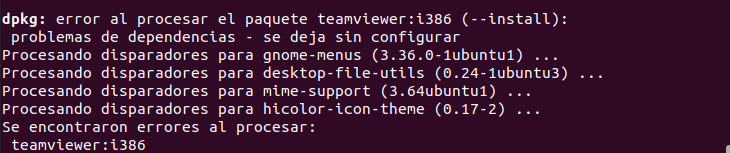 dpkg: error al procesar el paquete teamviewer:i386 (--install):
 problemas de dependencias - se deja sin configurar
Procesando disparadores para gnome-menus (3.36.0-1ubuntu1) ...
Procesando disparadores para desktop-file-utils (0.24-1ubuntu3) ...
Procesando disparadores para mime-support (3.64ubuntu1) ...
Procesando disparadores para hicolor-icon-theme (0.17-2) ...
Se encontraron errores al procesar:
 teamviewer:i386